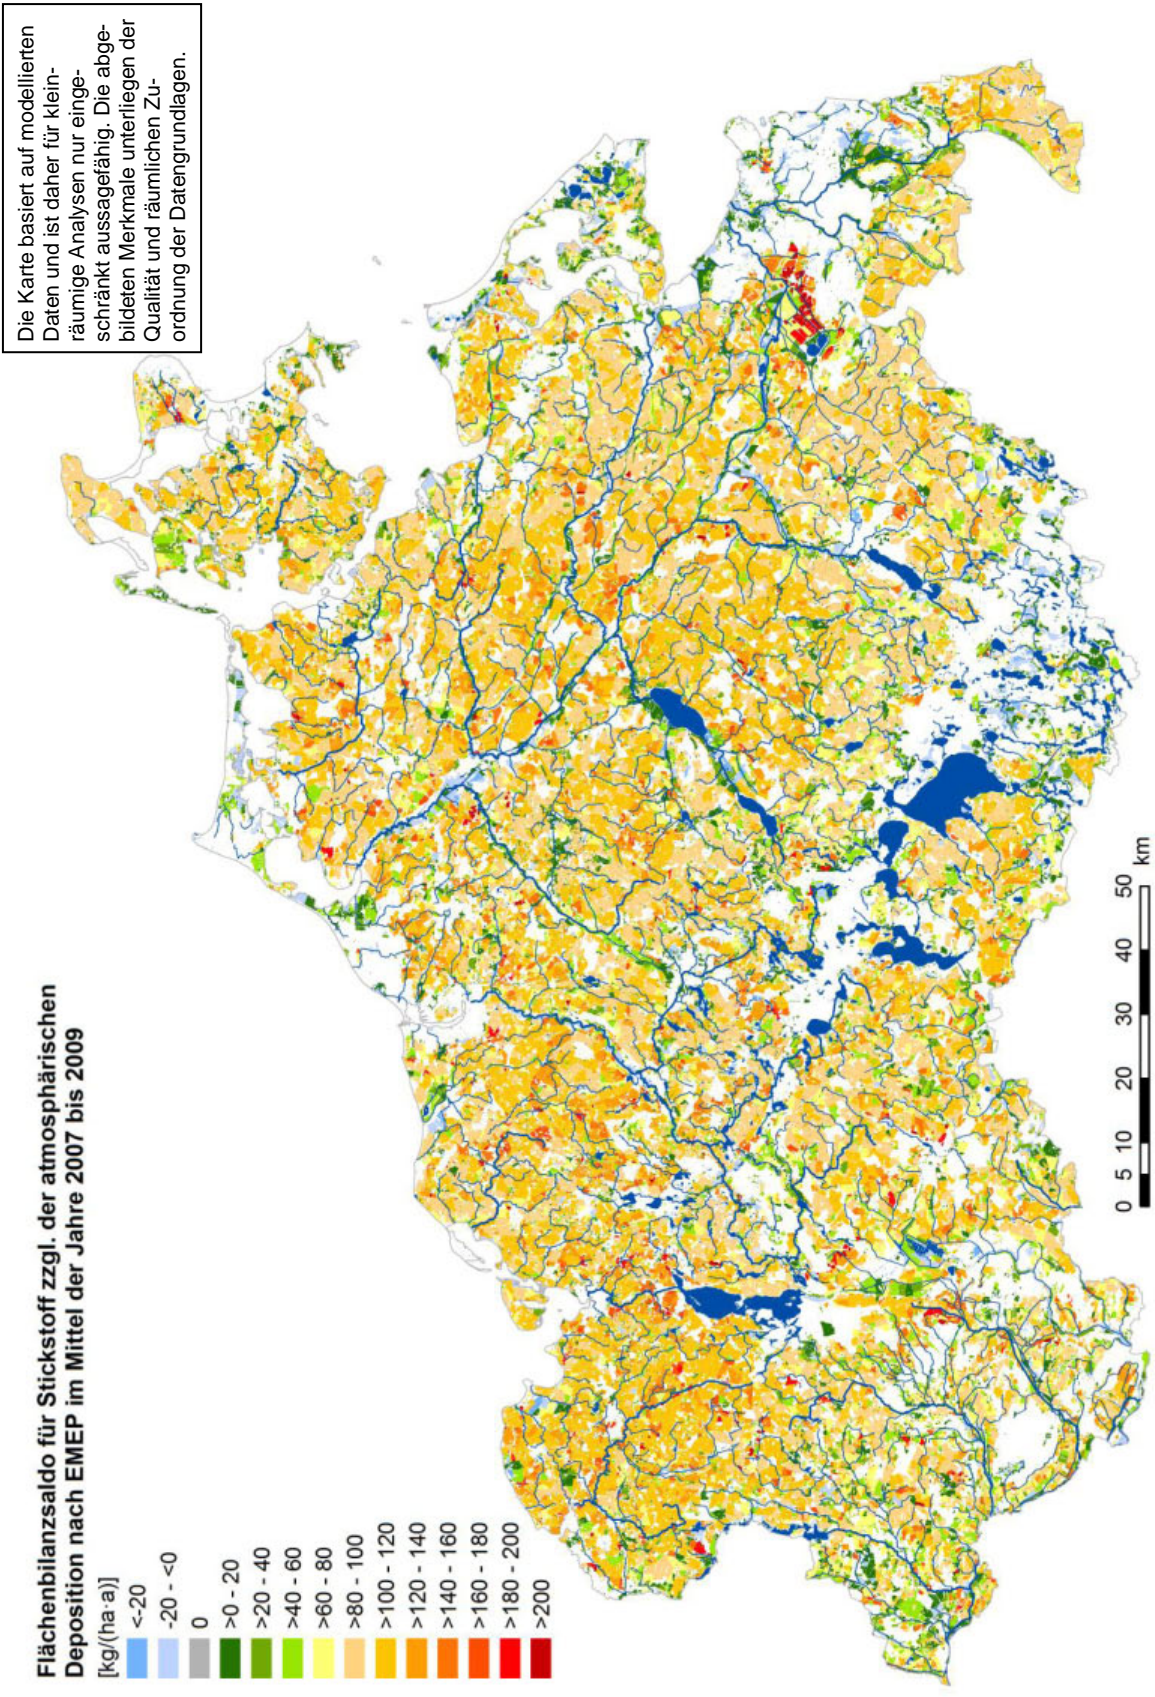 Flächenbilanzsaldo für Stickstoff zzgl. der atmosphärischen
Deposition nach EMEP im Mittel der Jahre 2007 bis 2009
[kg/(ha·a)]
<-20
-20 - <0
0
>0 - 20
>20 - 40
>40 - 60
>60 - 80
>80 - 100
>100 - 120
>120 - 140
>140 - 160
>160 - 180
>180 - 200
>200
Die Karte basiert auf modellierten
Daten und ist daher für klein-
räumige Analysen nur einge-
schränkt aussagefähig. Die abge-
bildeten Merkmale unterliegen der
Qualität und räumlichen Zu-
ordnung der Datengrundlagen.
0 5 10 20 30 40 50
km